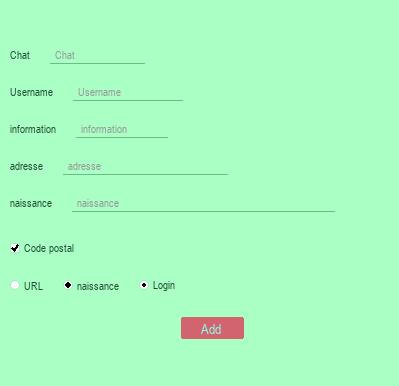 Chat Chat
Username Username
information information
adresse adresse
naissance naissance
Code postal
URL naissance Login
Add